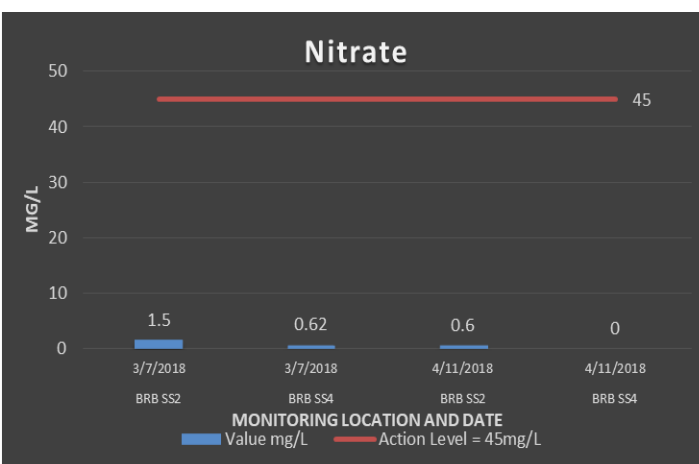 Nitrate
50
45
40
30
MG/L
20
10
1.5
0.62
0.6
0
0
3/7/2018 3/7/2018 4/11/2018 4/11/2018
BRB SS2 BRB SS4 BRB SS2 BRB SS4
MONITORING LOCATION AND DATE
Value mg/L Action Level = 45mg/L